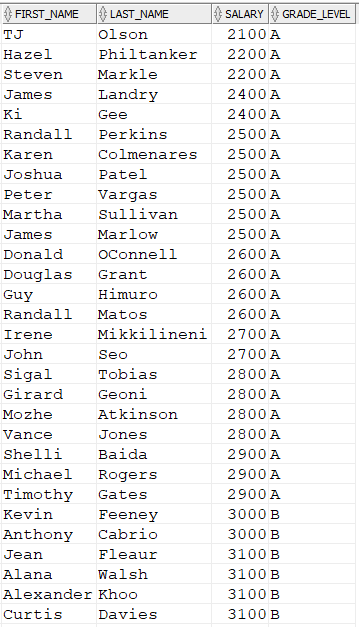 FIRST_NAME LAST_NAME SALARY GRADE_LEVEL
TJ Olson 2100 A
Hazel Philtanker 2200 A
Steven Markle 2200 A
James Landry 2400 A
Ki Gee 2400 A
Randall Perkins 2500 A
Karen Colmenares 2500 A
Joshua Patel 2500 A
Peter Vargas 2500 A
Martha Sullivan 2500 A
James Marlow 2500 A
Donald OConnell 2600 A
Douglas Grant 2600 A
Guy Himuro 2600 A
Randall Matos 2600 A
Irene Mikkilineni 2700 A
John Seo 2700 A
Sigal Tobias 2800 A
Girard Geoni 2800 A
Mozhe Atkinson 2800 A
Vance Jones 2800 A
Shelli Baida 2900 A
Michael Rogers 2900 A
Timothy Gates 2900 A
Kevin Feeney 3000 B
Anthony Cabrio 3000 B
Jean Fleaur 3100 B
Alana Walsh 3100 B
Alexander Khoo 3100 B
Curtis Davies 3100 B